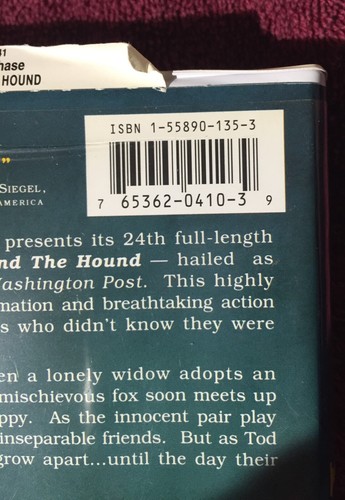 41
hase
HOUND
ISBN 1-55890-135-3
7 65362-0410-3 9
"
SIEGEL,
AMERICA
presents its 24th full-length
nd The Hound — hailed as
Washington Post. This highly
mation and breathtaking action
s who didn't know they were
en a lonely widow adopts an
mischievous fox soon meets up
ppy. As the innocent pair play
inseparable friends. But as Tod
grow apart...until the day their